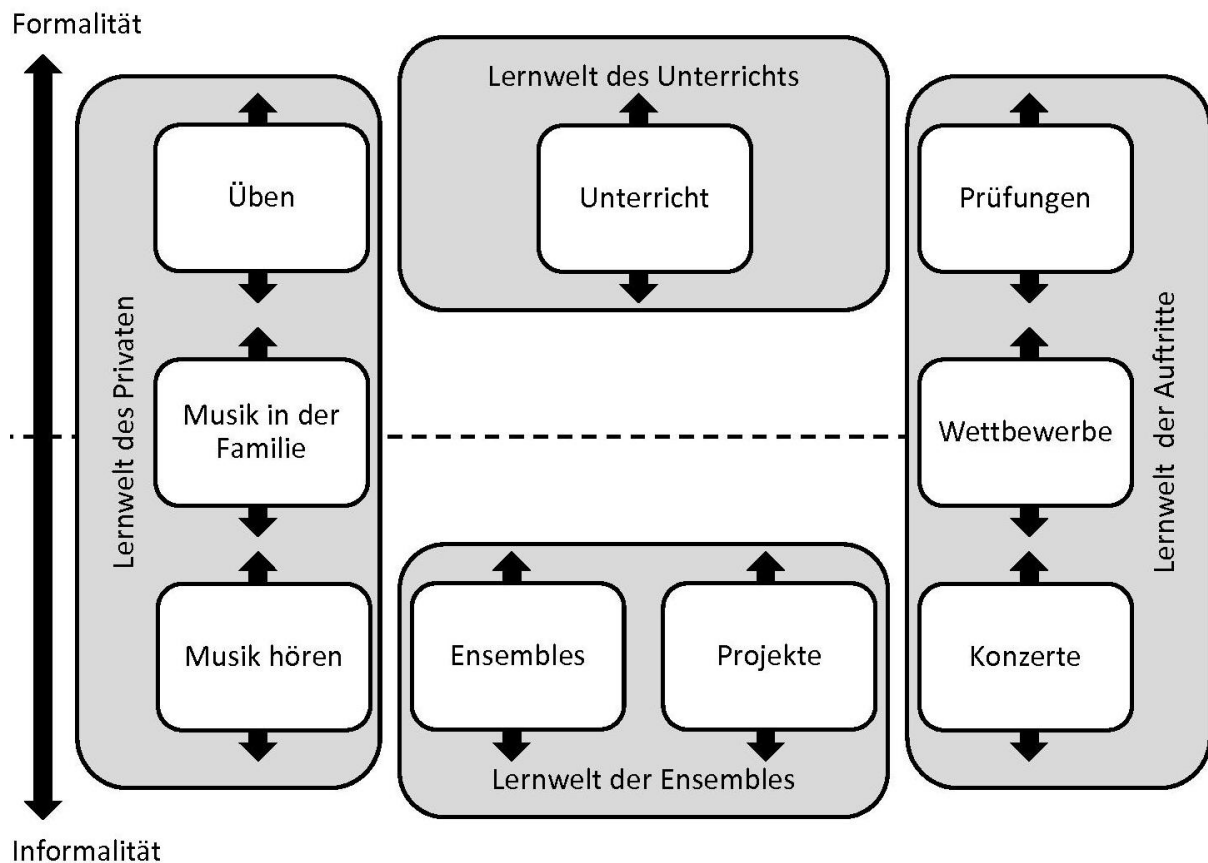 Formalität
Lernwelt des Privaten
Üben
Musik in der
Familie
Musik hören
Lernwelt des Unterrichts
Unterricht
Ensembles
Projekte
Lernwelt der Ensembles
Prüfungen
Wettbewerbe
Konzerte
Lernwelt der Auftritte
Informalität